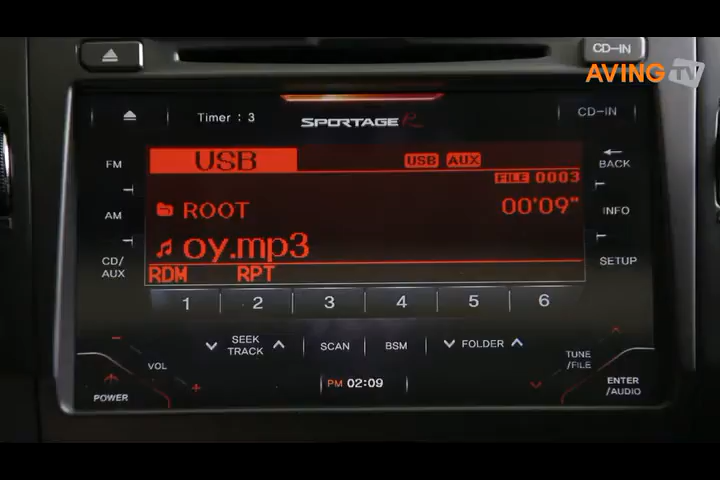 CD-IN
AVING TV
Timer : 3
SPORTAGE R
CD-IN
FM
USB
USB AUX
BACK
FILE 0003
AM
ROOT
00'09"
INFO
oy.mp3
CD/
AUX
SETUP
RDM RPT
1 2 3 4 5 6
SEEK
TRACK
SCAN
BSM
FOLDER
VOL - +
TUNE
/FILE
PM 02:09
POWER
ENTER
/AUDIO